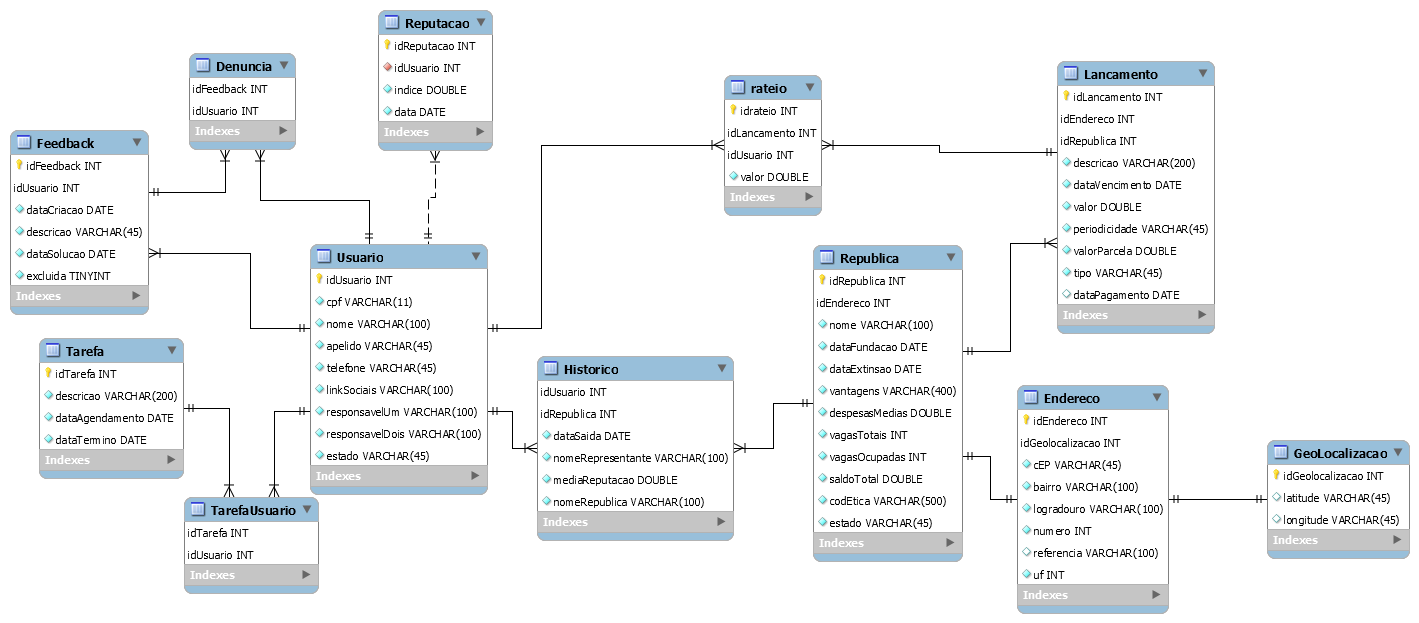 Reputacao
idReputacao INT
idUsuario INT
indice DOUBLE
data DATE
Indexes
Denuncia
idFeedback INT
idUsuario INT
Indexes
Feedback
idFeedback INT
idUsuario INT
dataCriacao DATE
descricao VARCHAR(45)
dataSolucao DATE
excluida TINYINT
Indexes
Tarefa
idTarefa INT
descricao VARCHAR(200)
dataAgendamento DATE
dataTermino DATE
Indexes
TarefaUsuario
idTarefa INT
idUsuario INT
Indexes
Usuario
idUsuario INT
cpf VARCHAR(11)
nome VARCHAR(100)
apelido VARCHAR(45)
telefone VARCHAR(45)
linkSociais VARCHAR(100)
responsavelUm VARCHAR(100)
responsavelDois VARCHAR(100)
estado VARCHAR(45)
Indexes
Historico
idUsuario INT
idRepublica INT
dataSaida DATE
nomeRepresentante VARCHAR(100)
mediaReputacao DOUBLE
nomeRepublica VARCHAR(100)
Indexes
rateio
idrateio INT
idLancamento INT
idUsuario INT
valor DOUBLE
Indexes
Republica
idRepublica INT
idEndereco INT
nome VARCHAR(100)
dataFundacao DATE
dataExtinsao DATE
vantagens VARCHAR(400)
despesasMedias DOUBLE
vagasTotais INT
vagasOcupadas INT
saldoTotal DOUBLE
codEtica VARCHAR(500)
estado VARCHAR(45)
Indexes
Lancamento
idLancamento INT
idEndereco INT
idRepublica INT
descricao VARCHAR(200)
dataVencimento DATE
valor DOUBLE
periodicidade VARCHAR(45)
valorParcela DOUBLE
tipo VARCHAR(45)
dataPagamento DATE
Indexes
Endereco
idEndereco INT
idGeolocalizacao INT
cEP VARCHAR(45)
bairro VARCHAR(100)
logradouro VARCHAR(100)
numero INT
referencia VARCHAR(100)
uf INT
Indexes
GeoLocalizacao
idGeolocalizacao INT
latitude VARCHAR(45)
longitude VARCHAR(45)
Indexes